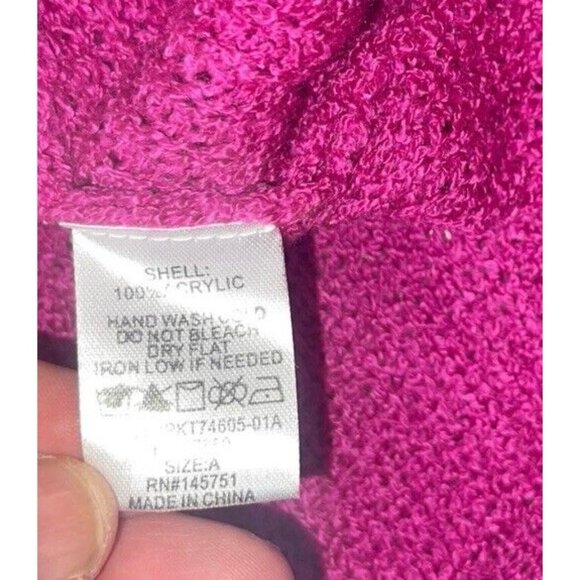 SHELL:
100% ACRYLIC
HAND WASH COLD
DO NOT BLEACH
DRY FLAT
IRON LOW IF NEEDED
PKT74605-01A
SIZE:A
RN#145751
MADE IN CHINA